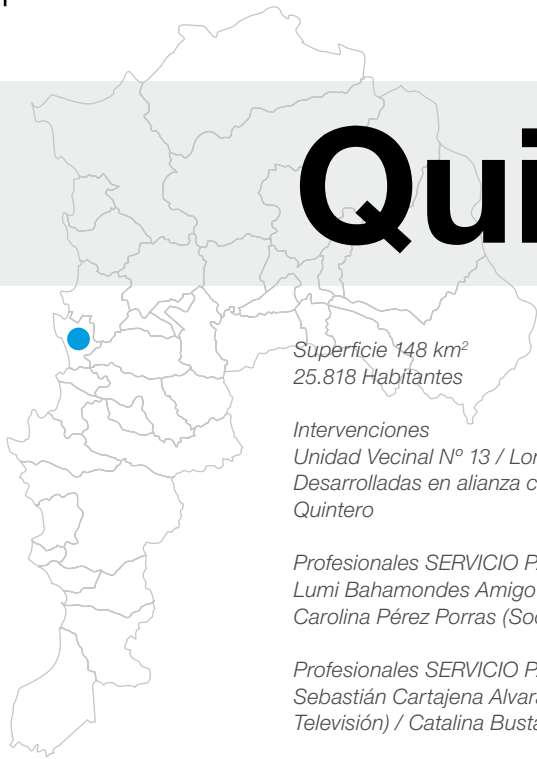 Qui
Superficie 148 km²
25.818 Habitantes
Intervenciones
Unidad Vecinal Nº 13 / Lor
Desarrolladas en alianza c
Quintero
Profesionales SERVICIO P
Lumi Bahamondes Amigo
Carolina Pérez Porras (Soc
Profesionales SERVICIO P
Sebastián Cartajena Alvar
Televisión) / Catalina Busta